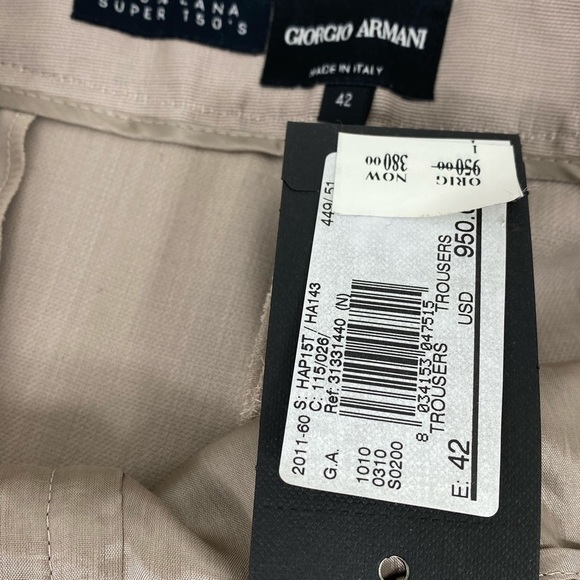 LANA
SUPER 150'S
GIORGIO ARMANI
MADE IN ITALY
42
ORIG 950.00
NOW 380.00
449/51
2011-60 S: HAP15T/HA143
C: 115/026
Ref: 31331440 (N)
G.A. 1010
0310
S0200
8 034153 047515
TROUSERS TROUSERS
USD 950.
E: 42